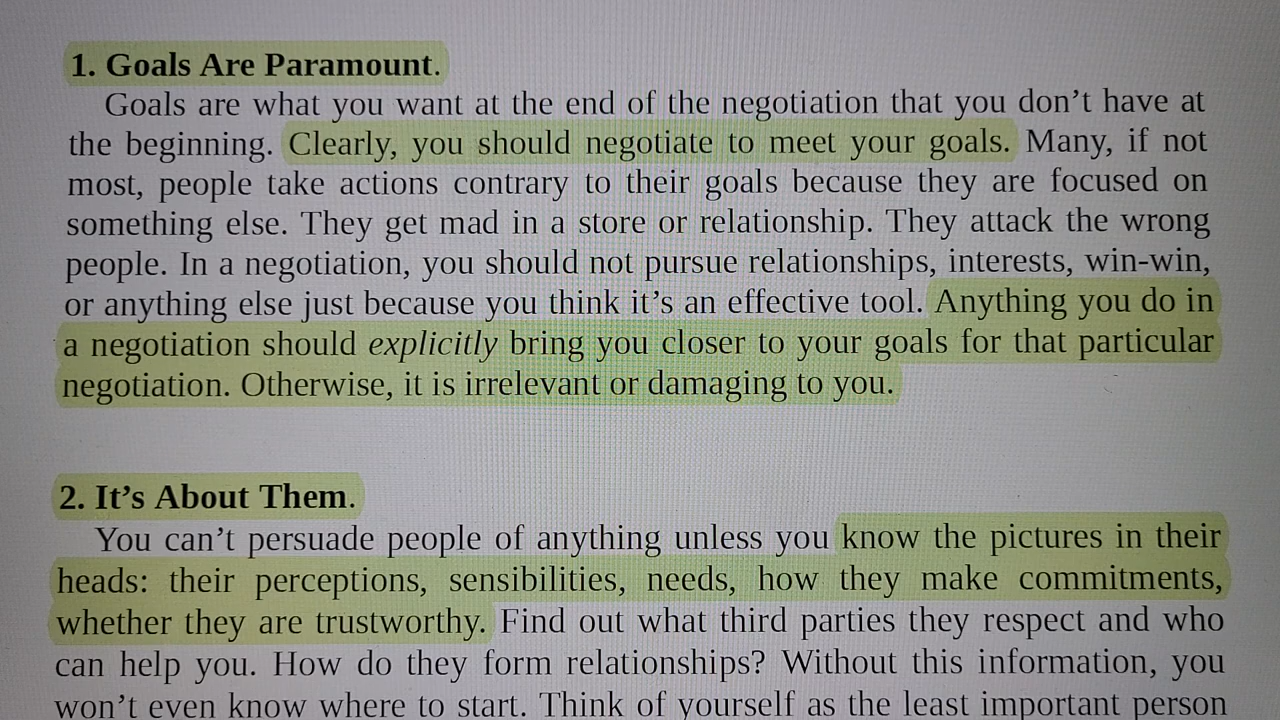 1. Goals Are Paramount.
Goals are what you want at the end of the negotiation that you don’t have at
the beginning. Clearly, you should negotiate to meet your goals. Many, if not
most, people take actions contrary to their goals because they are focused on
something else. They get mad in a store or relationship. They attack the wrong
people. In a negotiation, you should not pursue relationships, interests, win-win,
or anything else just because you think it’s an effective tool. Anything you do in
a negotiation should explicitly bring you closer to your goals for that particular
negotiation. Otherwise, it is irrelevant or damaging to you.
2. It’s About Them.
You can’t persuade people of anything unless you know the pictures in their
heads: their perceptions, sensibilities, needs, how they make commitments,
whether they are trustworthy. Find out what third parties they respect and who
can help you. How do they form relationships? Without this information, you
won’t even know where to start. Think of yourself as the least important person